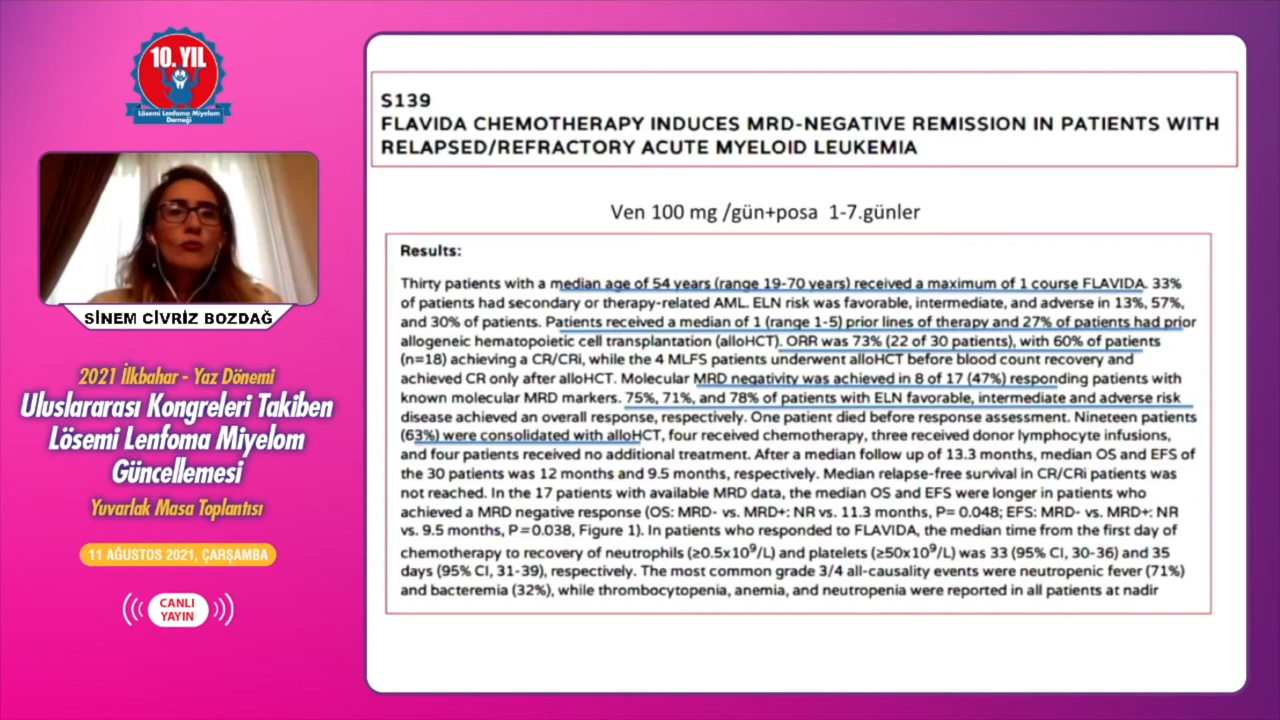 10. YIL
Lösemi Lenfoma Miyelom
Derneği
SİNEM CİVRİZ BOZDAĞ
2021 İlkbahar - Yaz Dönemi
Uluslararası Kongreleri Takiben
Lösemi Lenfoma Miyelom
Güncellemesi
Yuvarlak Masa Toplantısı
11 AĞUSTOS 2021, ÇARŞAMBA
CANLI
YAYIN
S139
FLAVIDA CHEMOTHERAPY INDUCES MRD-NEGATIVE REMISSION IN PATIENTS WITH
RELAPSED/REFRACTORY ACUTE MYELOID LEUKEMIA
Ven 100 mg /gün+posa 1-7.günler
Results:
Thirty patients with a median age of 54 years (range 19-70 years) received a maximum of 1 course FLAVIDA. 33%
of patients had secondary or therapy-related AML. ELN risk was favorable, intermediate, and adverse in 13%, 57%,
and 30% of patients. Patients received a median of 1 (range 1-5) prior lines of therapy and 27% of patients had prior
allogeneic hematopoietic cell transplantation (alloHCT). ORR was 73% (22 of 30 patients), with 60% of patients
(n=18) achieving a CR/CRi, while the 4 MLFS patients underwent alloHCT before blood count recovery and
achieved CR only after alloHCT. Molecular MRD negativity was achieved in 8 of 17 (47%) responding patients with
known molecular MRD markers. 75%, 71%, and 78% of patients with ELN favorable, intermediate and adverse risk
disease achieved an overall response, respectively. One patient died before response assessment. Nineteen patients
(63%) were consolidated with alloHCT, four received chemotherapy, three received donor lymphocyte infusions,
and four patients received no additional treatment. After a median follow up of 13.3 months, median OS and EFS of
the 30 patients was 12 months and 9.5 months, respectively. Median relapse-free survival in CR/CRi patients was
not reached. In the 17 patients with available MRD data, the median OS and EFS were longer in patients who
achieved a MRD negative response (OS: MRD- vs. MRD+: NR vs. 11.3 months, P= 0.048; EFS: MRD- vs. MRD+: NR
vs. 9.5 months, P=0.038, Figure 1). In patients who responded to FLAVIDA, the median time from the first day of
chemotherapy to recovery of neutrophils (≥0.5x10⁹/L) and platelets (≥50x10⁹/L) was 33 (95% CI, 30-36) and 35
days (95% CI, 31-39), respectively. The most common grade 3/4 all-causality events were neutropenic fever (71%)
and bacteremia (32%), while thrombocytopenia, anemia, and neutropenia were reported in all patients at nadir